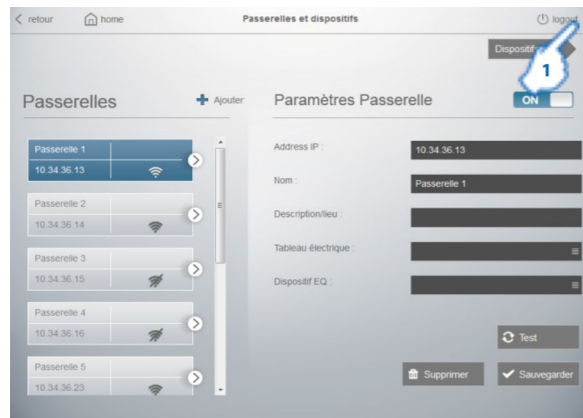 retour home Passerelles et dispositifs logout
Dispositifs
1
Passerelles Ajouter Paramètres Passerelle ON
Passerelle 1
10.34.36.13
Passerelle 2
10.34.36.14
Passerelle 3
10.34.36.15
Passerelle 4
10.34.36.16
Passerelle 5
10.34.36.23
Address IP : 10.34.36.13
Nom : Passerelle 1
Description/lieu :
Tableau électrique :
Dispositif EQ :
Test
Supprimer Sauvegarder